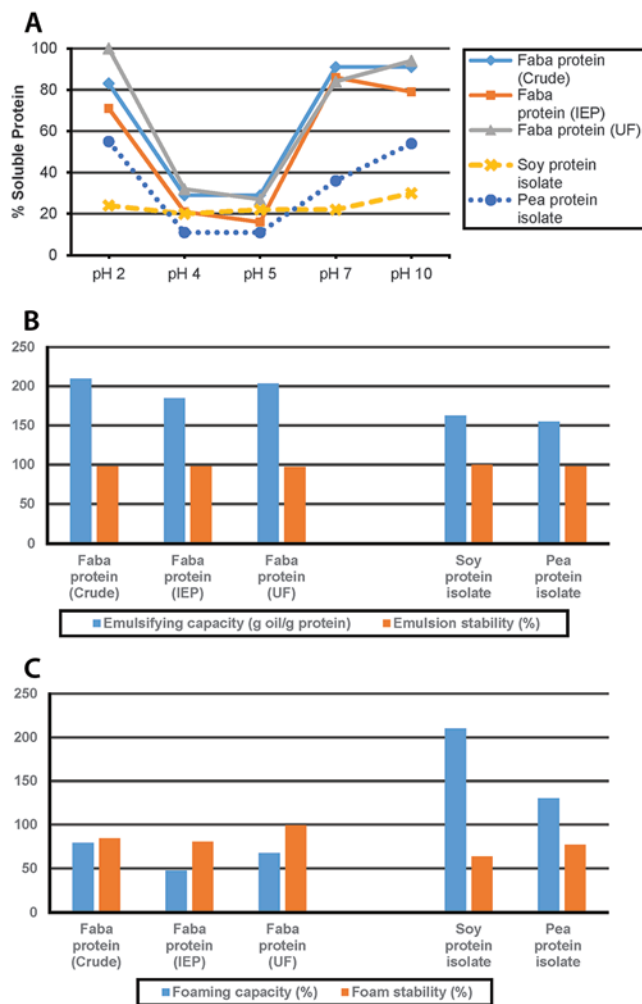 A
% Soluble Protein
100
80
60
40
20
0
pH 2 pH 4 pH 5 pH 7 pH 10
Faba protein
(Crude)
Faba
protein (IEP)
Faba protein (UF)
Soy protein
isolate
Pea protein
isolate
B
250
200
150
100
50
0
Faba Faba Faba Soy Pea
protein protein protein protein protein
(Crude) (IEP) (UF) isolate isolate
Emulsifying capacity (g oil/g protein) Emulsion stability (%)
C
250
200
150
100
50
0
Faba Faba Faba Soy Pea
protein protein protein protein protein
(Crude) (IEP) (UF) isolate isolate
Foaming capacity (%) Foam stability (%)